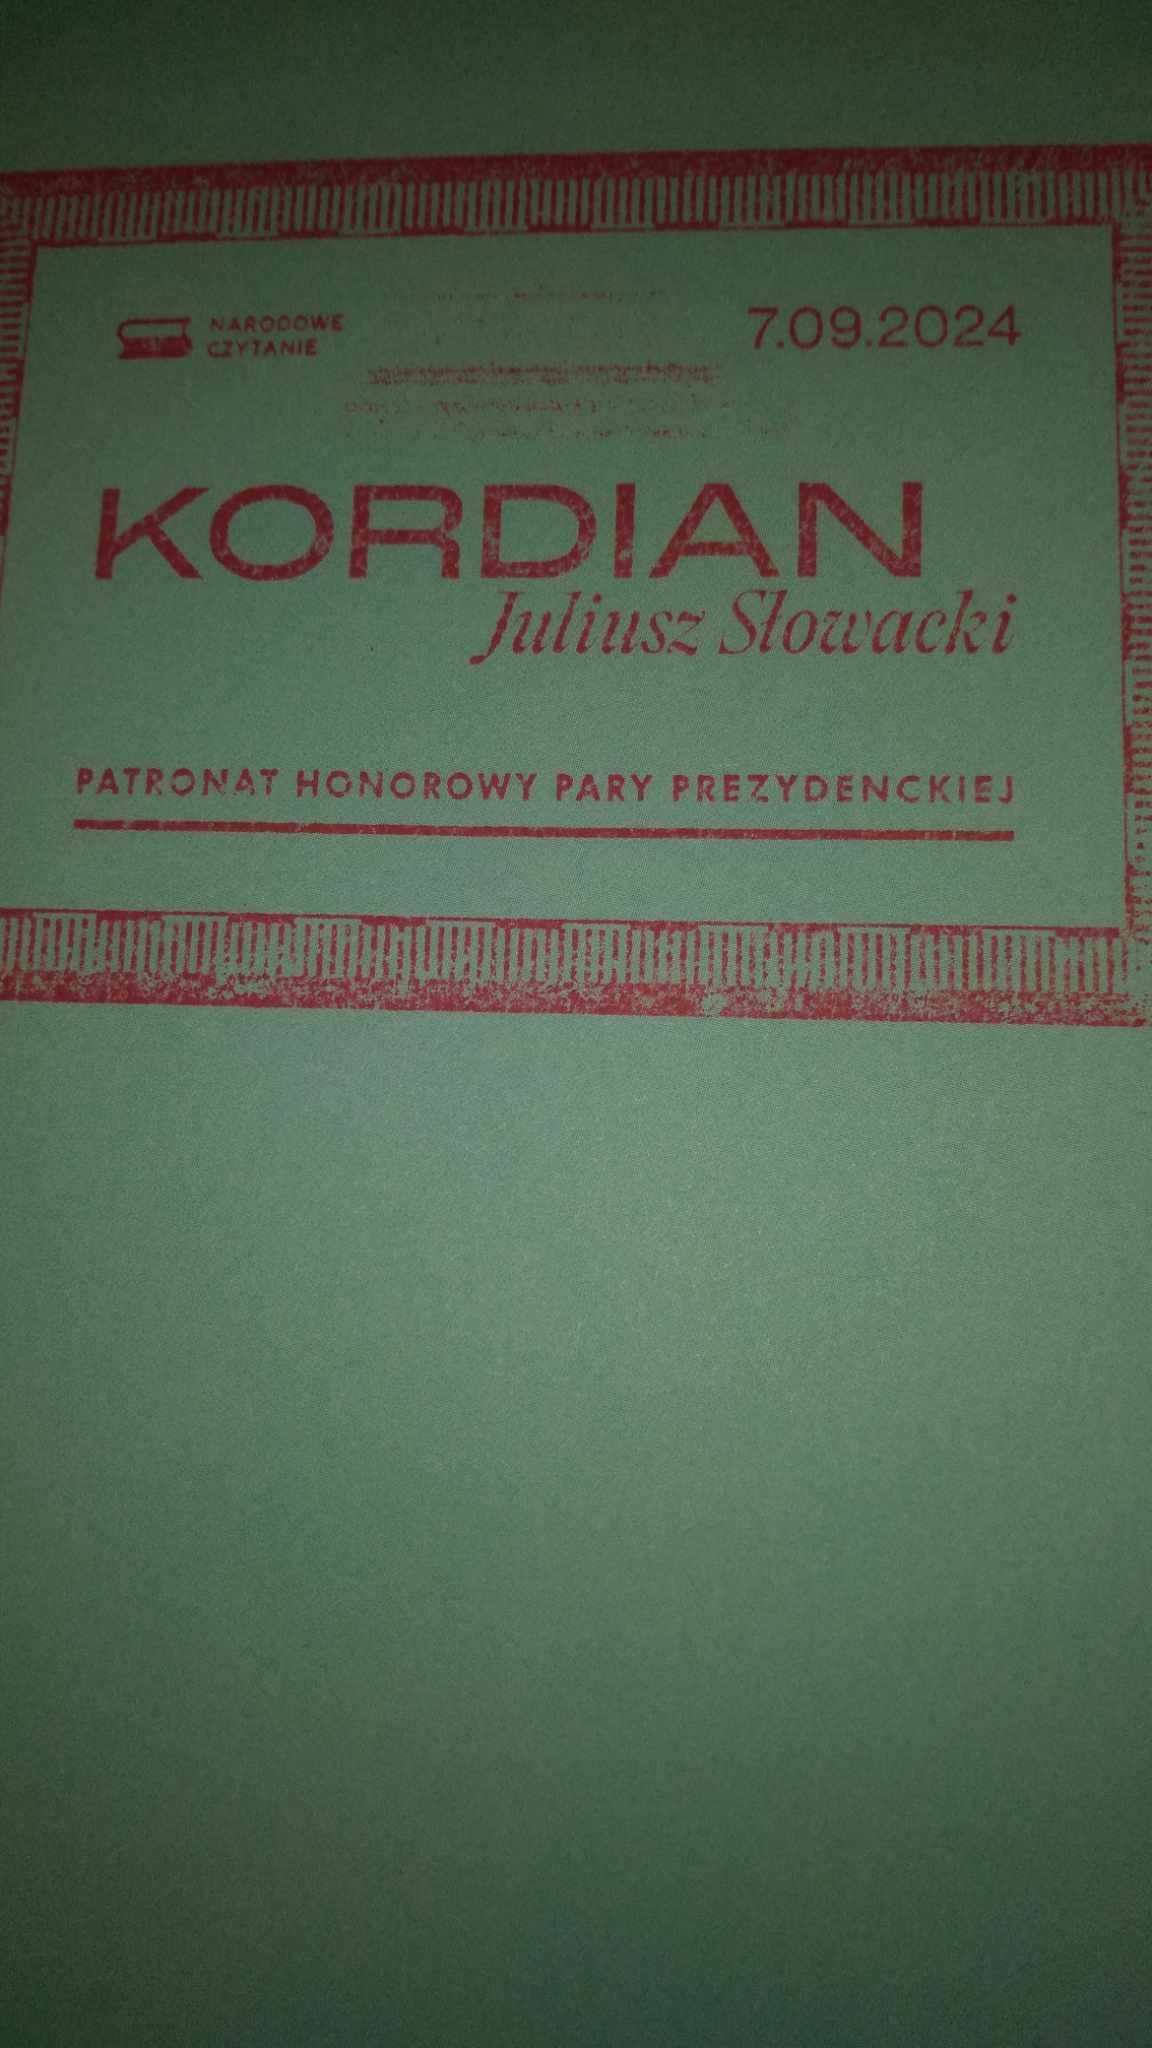 NARODOWE
CZYTANIE
7.09.2024
KORDIAN
Juliusz Słowacki
PATRONAT HONOROWY PARY PREZYDENCKIEJ